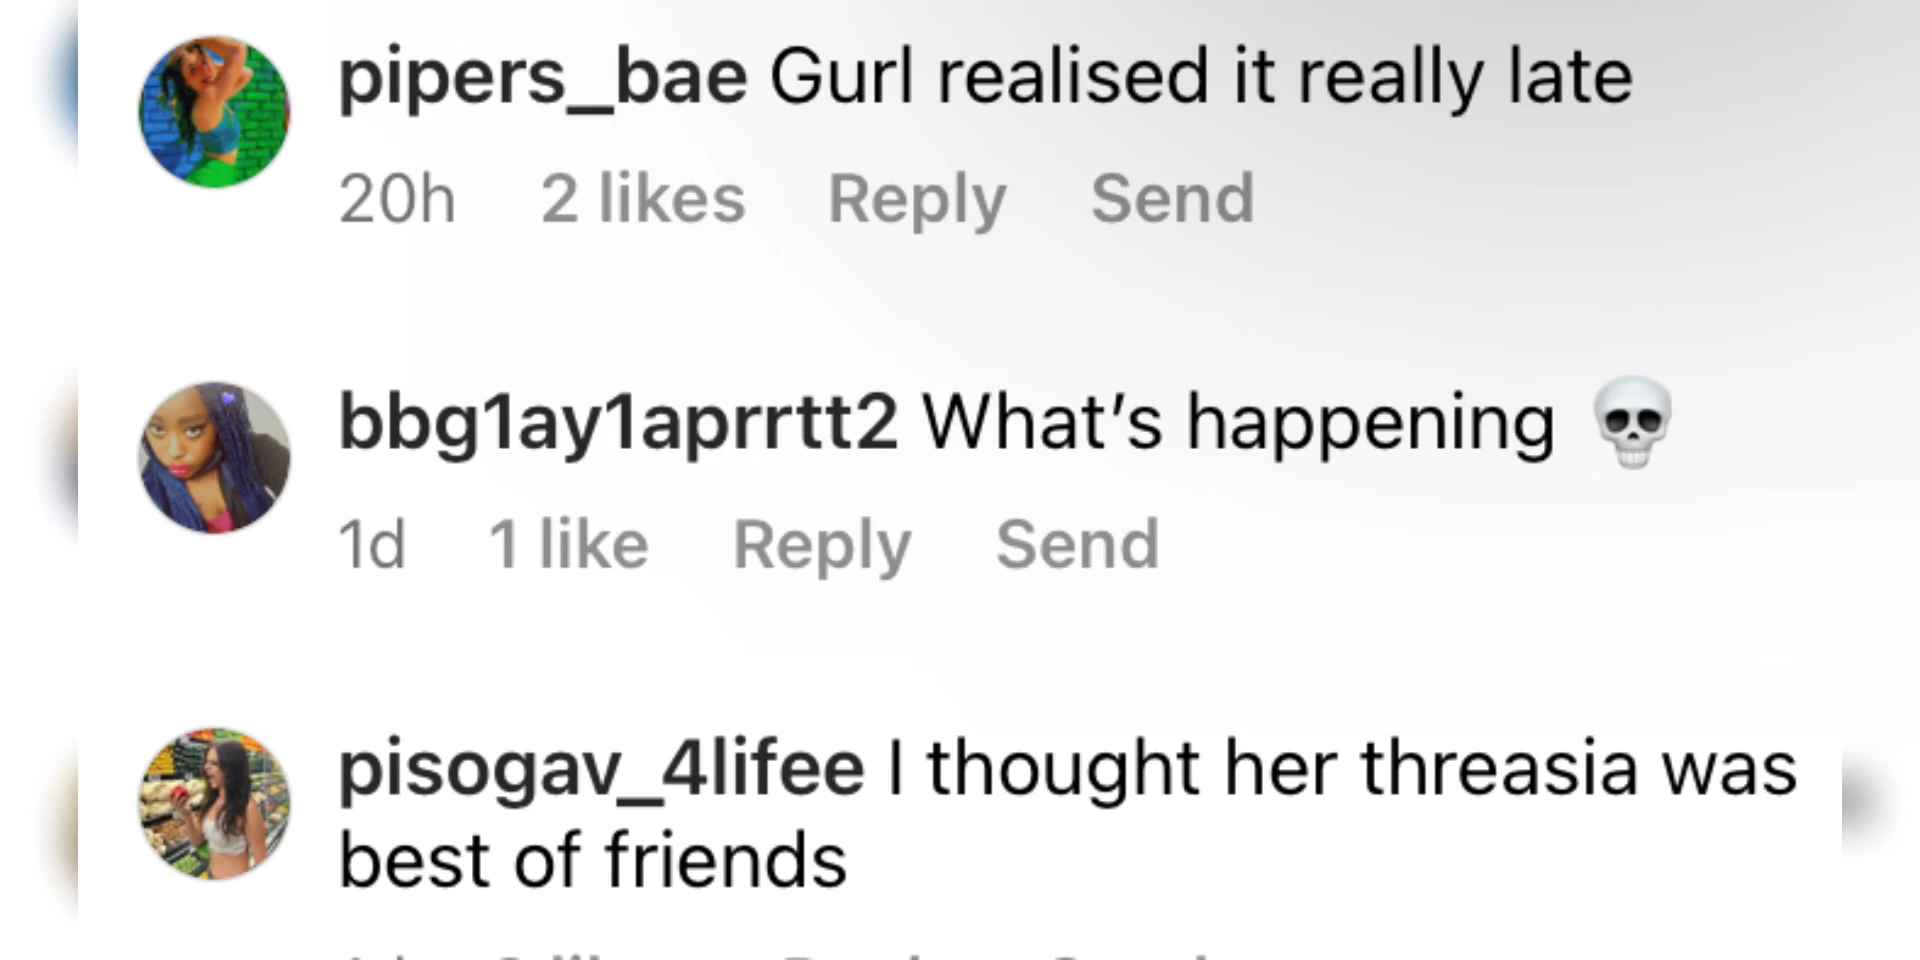 pipers_bae Gurl realised it really late
20h 2 likes Reply Send
bbg1ay1aprrtt2 What’s happening 💀
1d 1 like Reply Send
pisogav_4lifee I thought her threasia was
best of friends